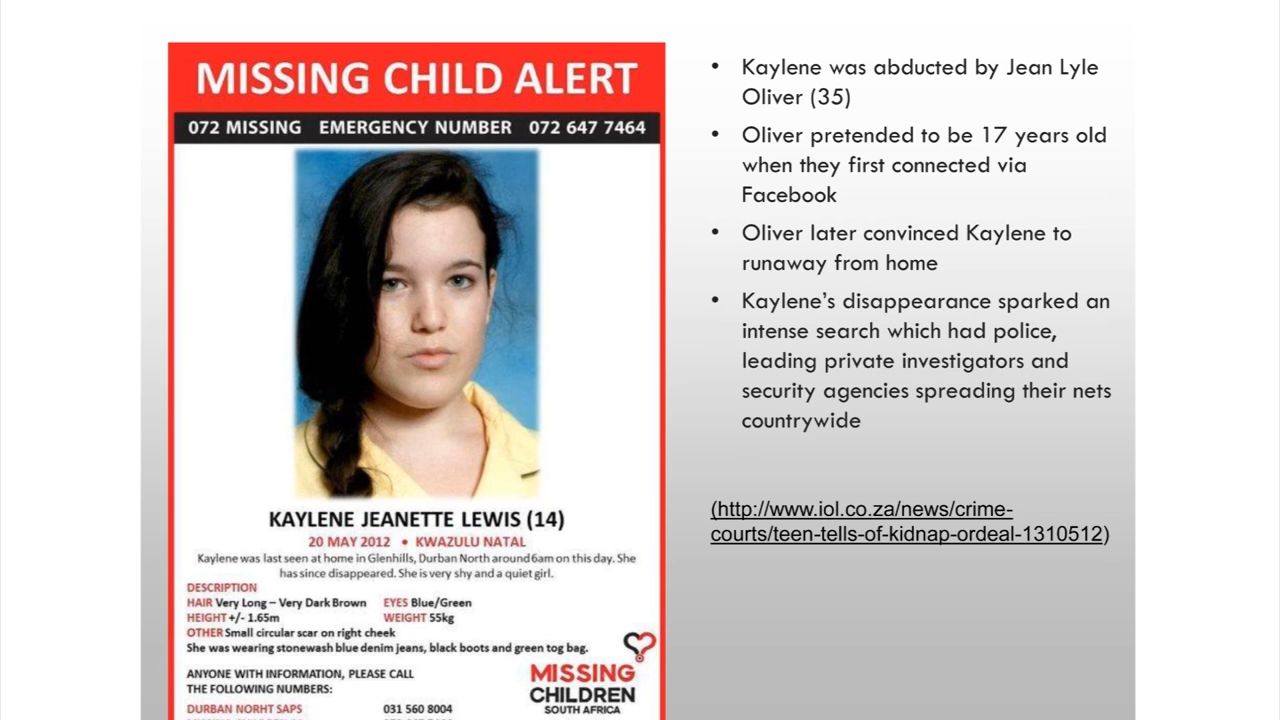 MISSING CHILD ALERT
072 MISSING EMERGENCY NUMBER 072 647 7464
KAYLENE JEANETTE LEWIS (14)
20 MAY 2012 • KWAZULU NATAL
Kaylene was last seen at home in Glenhills, Durban North around 6am on this day. She
has since disappeared. She is very shy and a quiet girl.
DESCRIPTION
HAIR Very Long – Very Dark Brown EYES Blue/Green
HEIGHT +/- 1.65m WEIGHT 55kg
OTHER Small circular scar on right cheek
She was wearing stonewash blue denim jeans, black boots and green tog bag.
ANYONE WITH INFORMATION, PLEASE CALL
THE FOLLOWING NUMBERS:
DURBAN NORHT SAPS 031 560 8004
MISSING
CHILDREN
SOUTH AFRICA
• Kaylene was abducted by Jean Lyle
Oliver (35)
• Oliver pretended to be 17 years old
when they first connected via
Facebook
• Oliver later convinced Kaylene to
runaway from home
• Kaylene’s disappearance sparked an
intense search which had police,
leading private investigators and
security agencies spreading their nets
countrywide
(http://www.iol.co.za/news/crime-
courts/teen-tells-of-kidnap-ordeal-1310512)